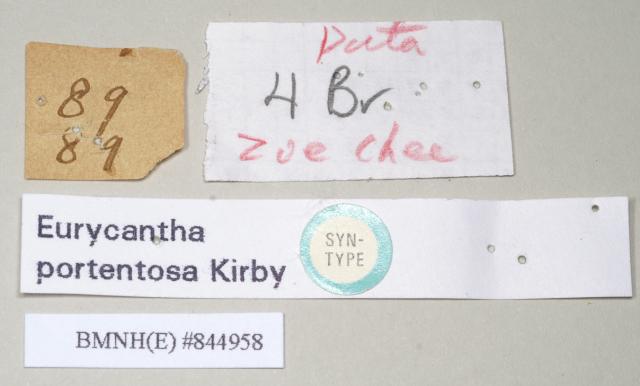 89
89
Data
4 Br
Zoe Chee
Eurycantha
portentosa Kirby
SYN-
TYPE
BMNH(E) #844958